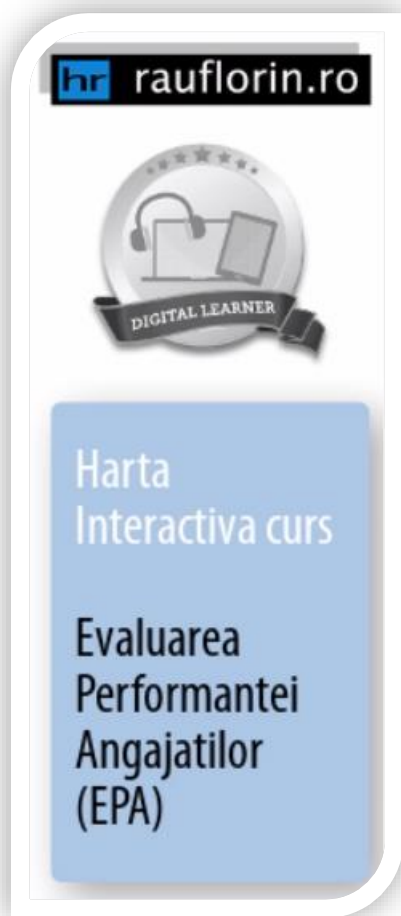 hr rauflorin.ro
DIGITAL LEARNER
Harta
Interactiva curs
Evaluarea
Performantei
Angajatilor
(EPA)